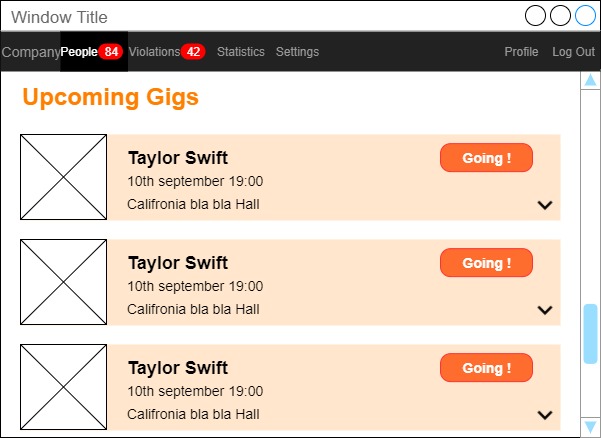 Window Title
Company People 84 Violations 42 Statistics Settings Profile Log Out
Upcoming Gigs
Taylor Swift Going !
10th september 19:00
Califronia bla bla Hall
Taylor Swift Going !
10th september 19:00
Califronia bla bla Hall
Taylor Swift Going !
10th september 19:00
Califronia bla bla Hall